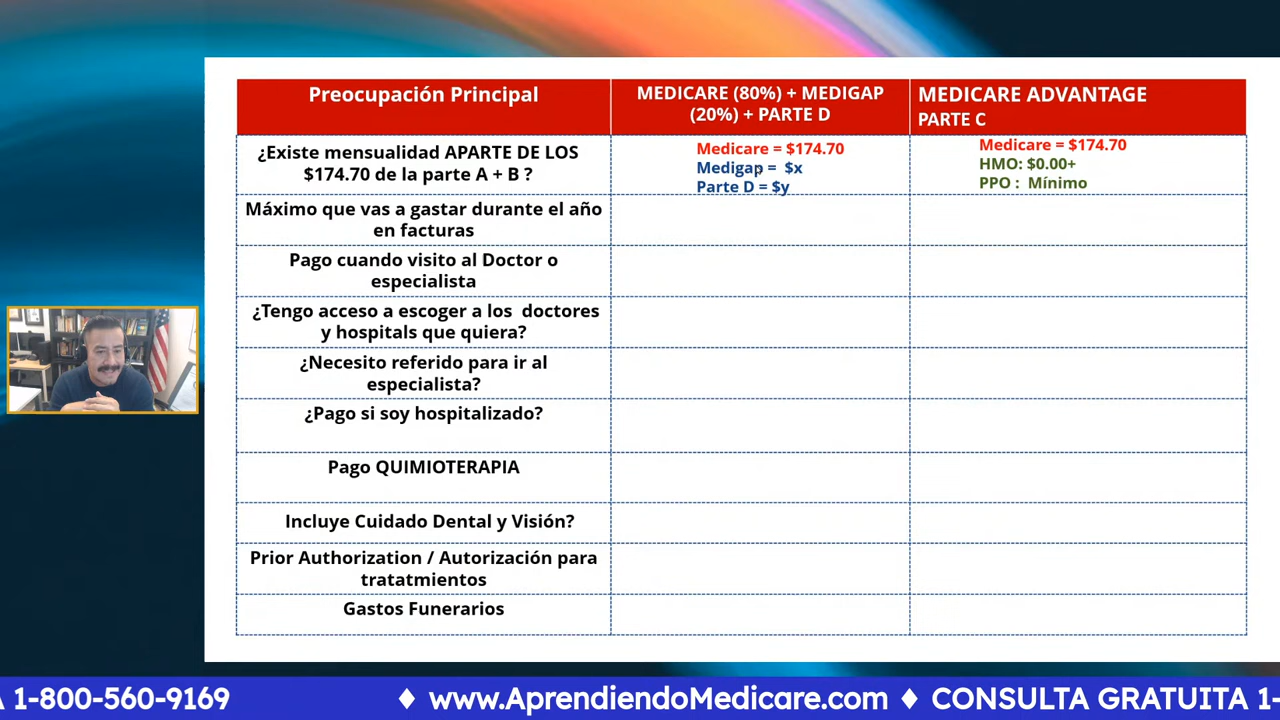 Preocupación Principal
MEDICARE (80%) + MEDIGAP
(20%) + PARTE D
MEDICARE ADVANTAGE
PARTE C
¿Existe mensualidad APARTE DE LOS
$174.70 de la parte A + B ?
Medicare = $174.70
Medigap = $x
Parte D = $y
Medicare = $174.70
HMO: $0.00+
PPO : Mínimo
Máximo que vas a gastar durante el año
en facturas
Pago cuando visito al Doctor o
especialista
¿Tengo acceso a escoger a los doctores
y hospitals que quiera?
¿Necesito referido para ir al
especialista?
¿Pago si soy hospitalizado?
Pago QUIMIOTERAPIA
Incluye Cuidado Dental y Visión?
Prior Authorization / Autorización para
tratatmientos
Gastos Funerarios
A 1-800-560-9169 ♦ www.AprendiendoMedicare.com ♦ CONSULTA GRATUITA 1-